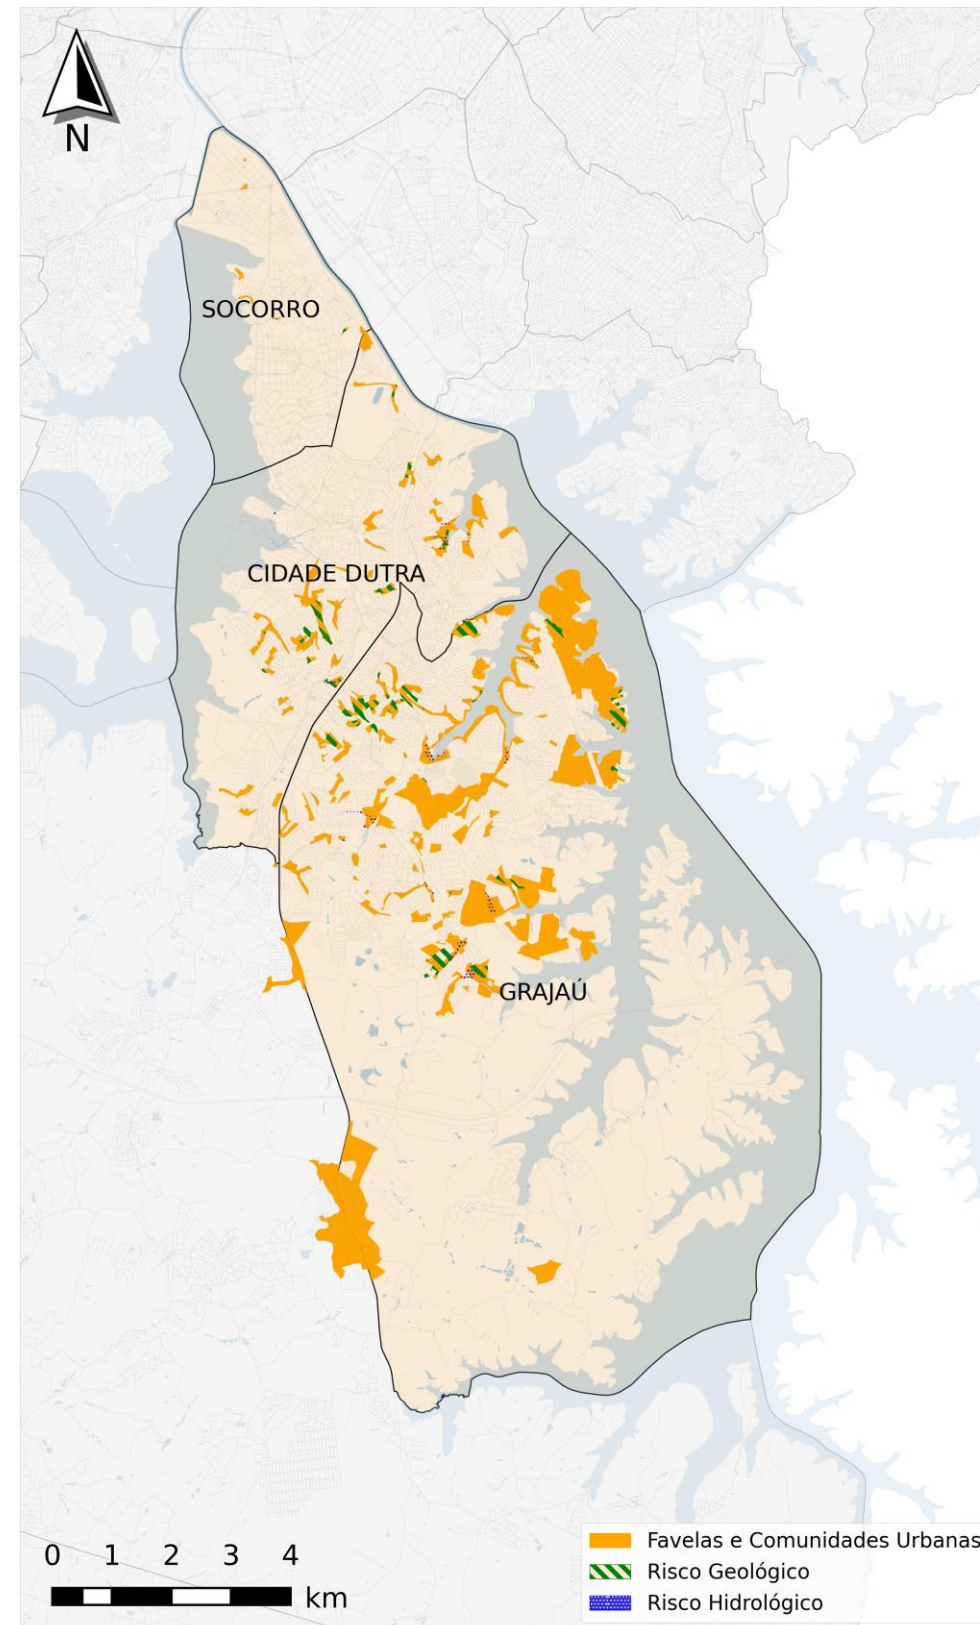 N
SOCORRO
CIDADE DUTRA
GRAJAÚ
0 1 2 3 4
km
Favelas e Comunidades Urbanas
Risco Geológico
Risco Hidrológico